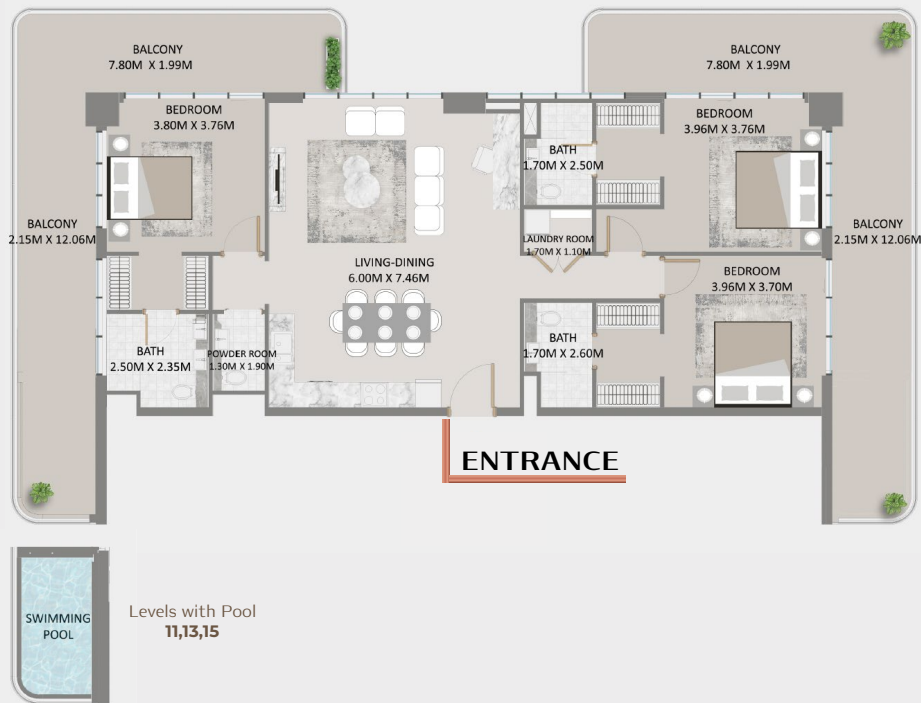 BALCONY
7.80M X 1.99M
BALCONY
7.80M X 1.99M
BEDROOM
3.80M X 3.76M
BEDROOM
3.96M X 3.76M
BATH
1.70M X 2.50M
BALCONY
2.15M X 12.06M
BALCONY
2.15M X 12.06M
LAUNDRY ROOM
1.70M X 1.10M
LIVING-DINING
6.00M X 7.46M
BEDROOM
3.96M X 3.70M
BATH
2.50M X 2.35M
POWDER ROOM
1.30M X 1.90M
BATH
1.70M X 2.60M
ENTRANCE
SWIMMING
POOL
Levels with Pool
11,13,15